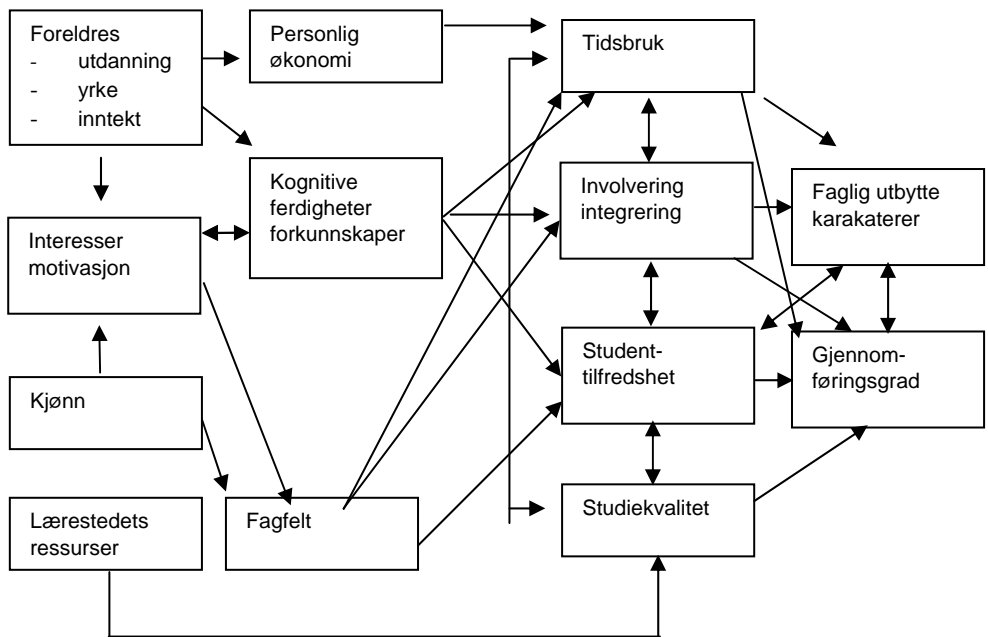 Foreldres
- utdanning
- yrke
- inntekt
Personlig
økonomi
Tidsbruk
Kognitive
ferdigheter
forkunnskaper
Involvering
integrering
Faglig utbytte
karakaterer
Interesser
motivasjon
Student-
tilfredshet
Gjennom-
føringsgrad
Kjønn
Lærestedets
ressurser
Fagfelt
Studiekvalitet